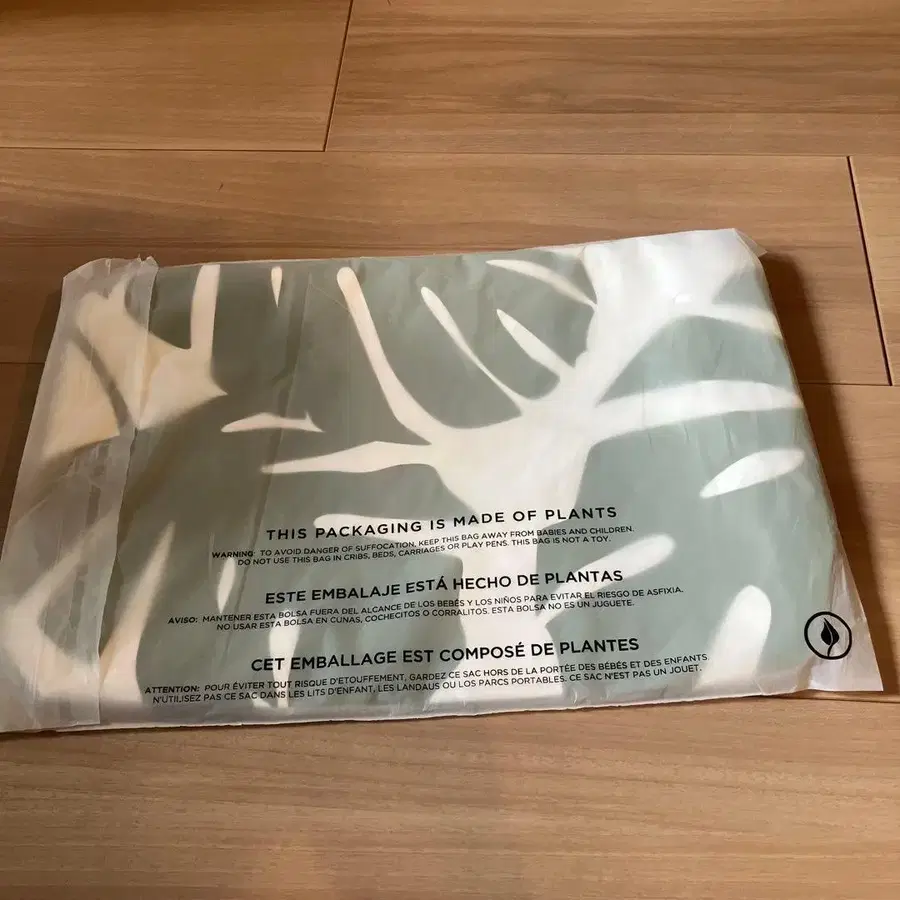 THIS PACKAGING IS MADE OF PLANTS
WARNING: TO AVOID DANGER OF SUFFOCATION, KEEP THIS BAG AWAY FROM BABIES AND CHILDREN.
DO NOT USE THIS BAG IN CRIBS, BEDS, CARRIAGES OR PLAY PENS. THIS BAG IS NOT A TOY.
ESTE EMBALAJE ESTÁ HECHO DE PLANTAS
AVISO: MANTENER ESTA BOLSA FUERA DEL ALCANCE DE LOS BEBÉS Y LOS NIÑOS PARA EVITAR EL RIESGO DE ASFIXIA.
NO USAR ESTA BOLSA EN CUNAS, COCHECITOS O CORRALITOS. ESTA BOLSA NO ES UN JUGUETE.
CET EMBALLAGE EST COMPOSÉ DE PLANTES
ATTENTION: POUR ÉVITER TOUT RISQUE D'ETOUFFEMENT, GARDEZ CE SAC HORS DE LA PORTÉE DES BÉBÉS ET DES ENFANTS.
N'UTILISEZ PAS CE SAC DANS LES LITS D'ENFANT, LES LANDAUS OU LOS PARCS PORTABLES. CE SAC N'EST PAS UN JOUET.